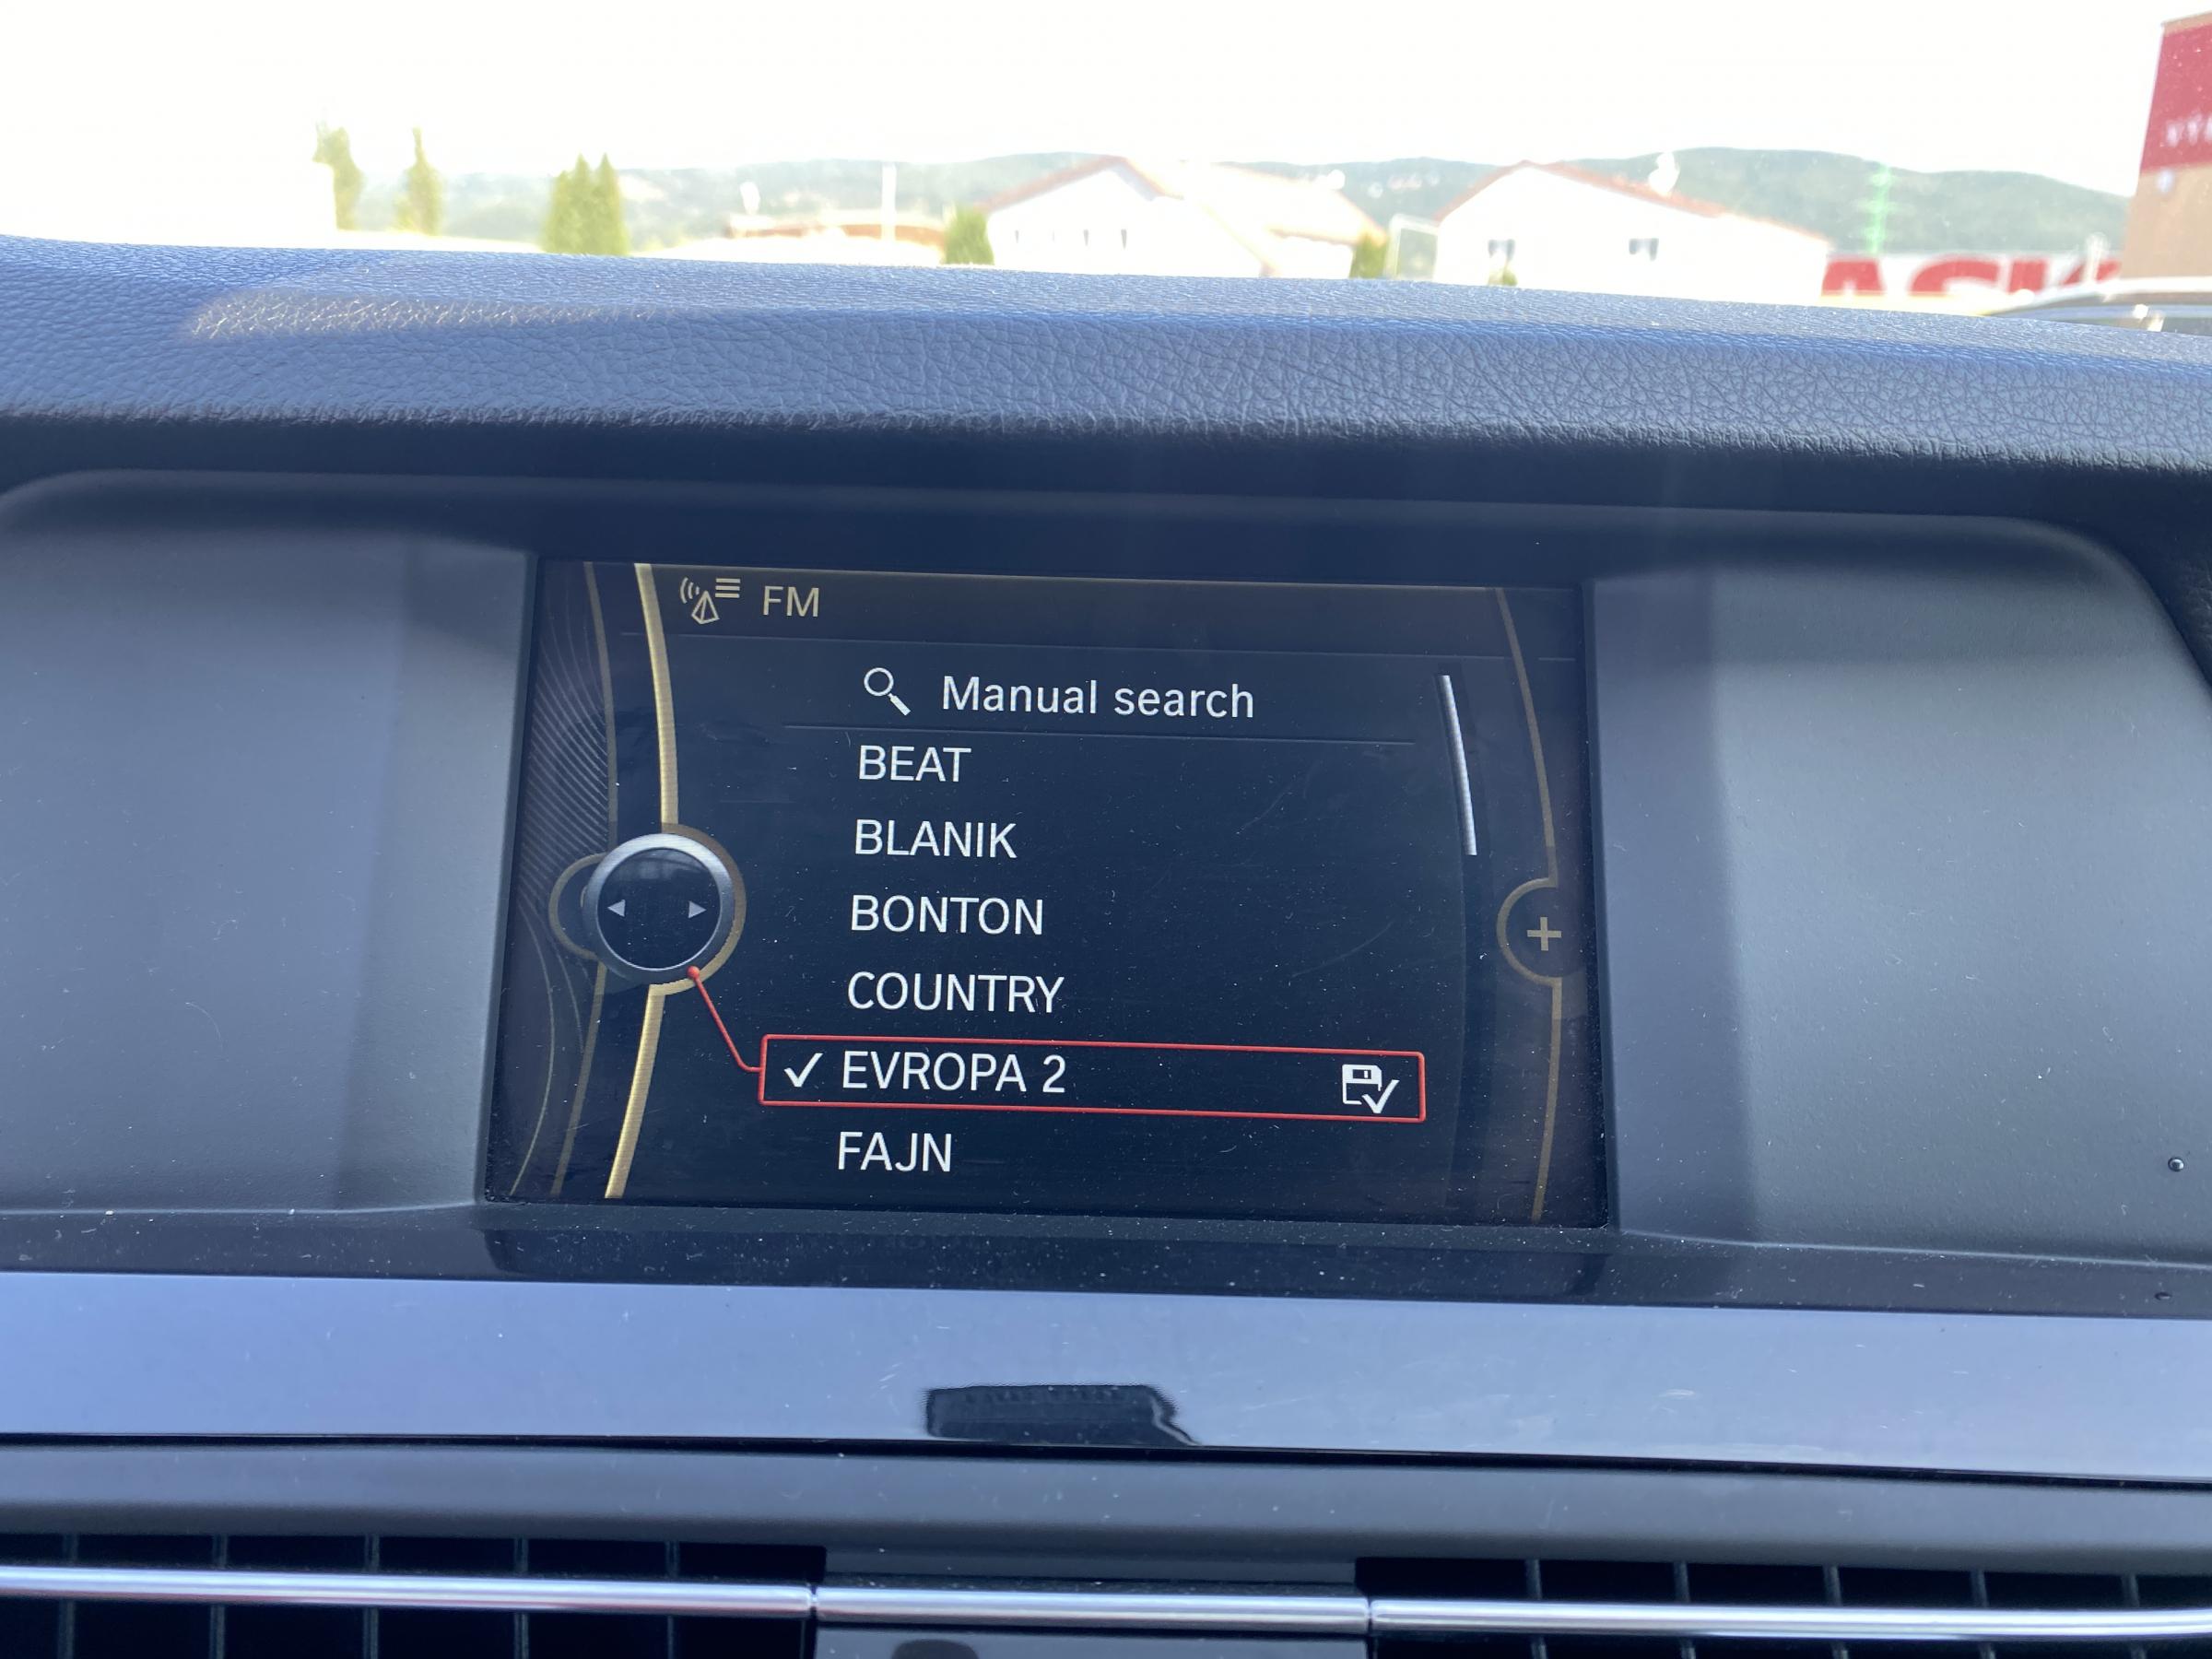 FM
Manual search
BEAT
BLANIK
BONTON
COUNTRY
EVROPA 2
FAJN